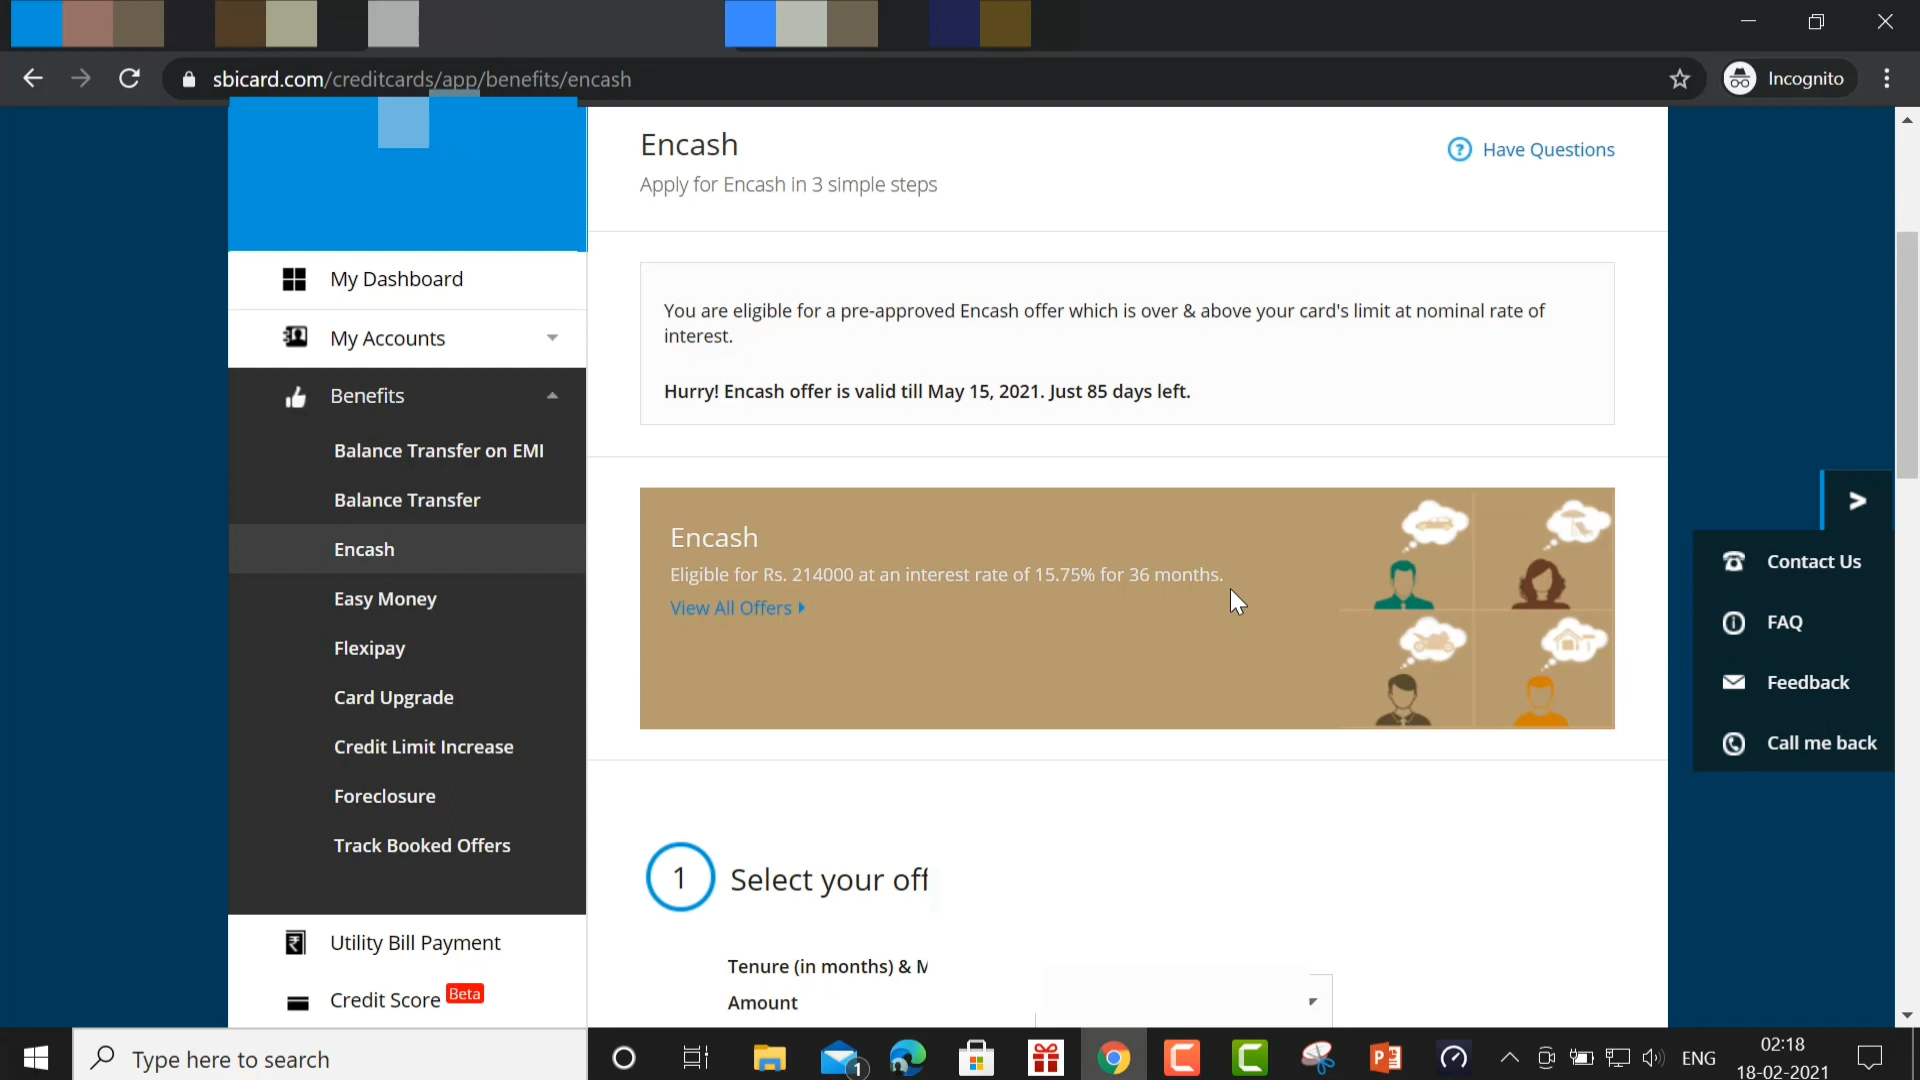 sbicard.com/creditcards/app/benefits/encash
Incognito
Encash
Apply for Encash in 3 simple steps
Have Questions
My Dashboard
My Accounts
Benefits
Balance Transfer on EMI
Balance Transfer
Encash
Easy Money
Flexipay
Card Upgrade
Credit Limit Increase
Foreclosure
Track Booked Offers
Utility Bill Payment
Credit Score Beta
You are eligible for a pre-approved Encash offer which is over & above your card's limit at nominal rate of
interest.
Hurry! Encash offer is valid till May 15, 2021. Just 85 days left.
Encash
Eligible for Rs. 214000 at an interest rate of 15.75% for 36 months.
View All Offers
1 Select your off
Tenure (in months) & M
Amount
>
Contact Us
FAQ
Feedback
Call me back
Type here to search
1
ENG
02:18
18-02-2021